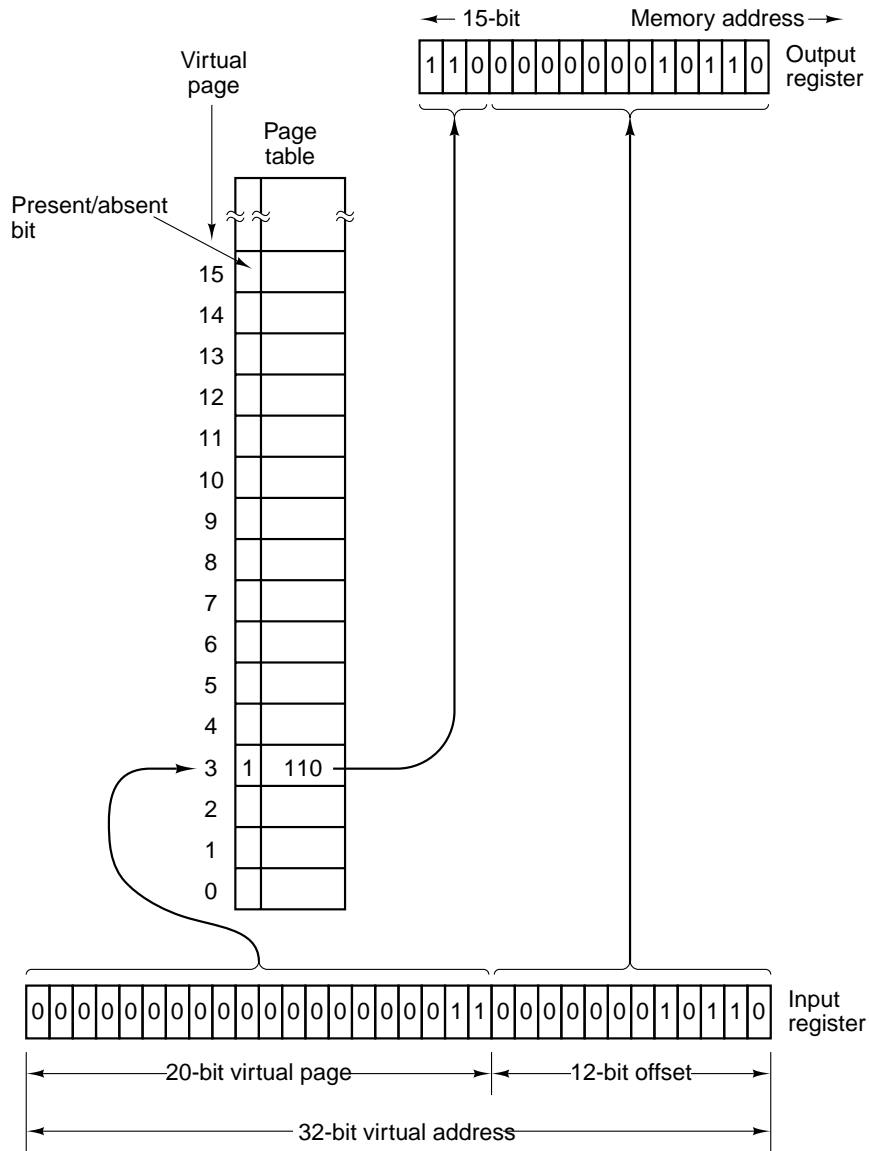 15-bit Memory address
1 1 0 0 0 0 0 0 0 0 1 0 1 1 0
Output
register
Virtual
page
Page
table
Present/absent
bit
15
14
13
12
11
10
9
8
7
6
5
4
3 1 110
2
1
0
0 0 0 0 0 0 0 0 0 0 0 0 0 0 0 0 0 0 1 1 0 0 0 0 0 0 0 1 0 1 1 0
Input
register
20-bit virtual page 12-bit offset
32-bit virtual address